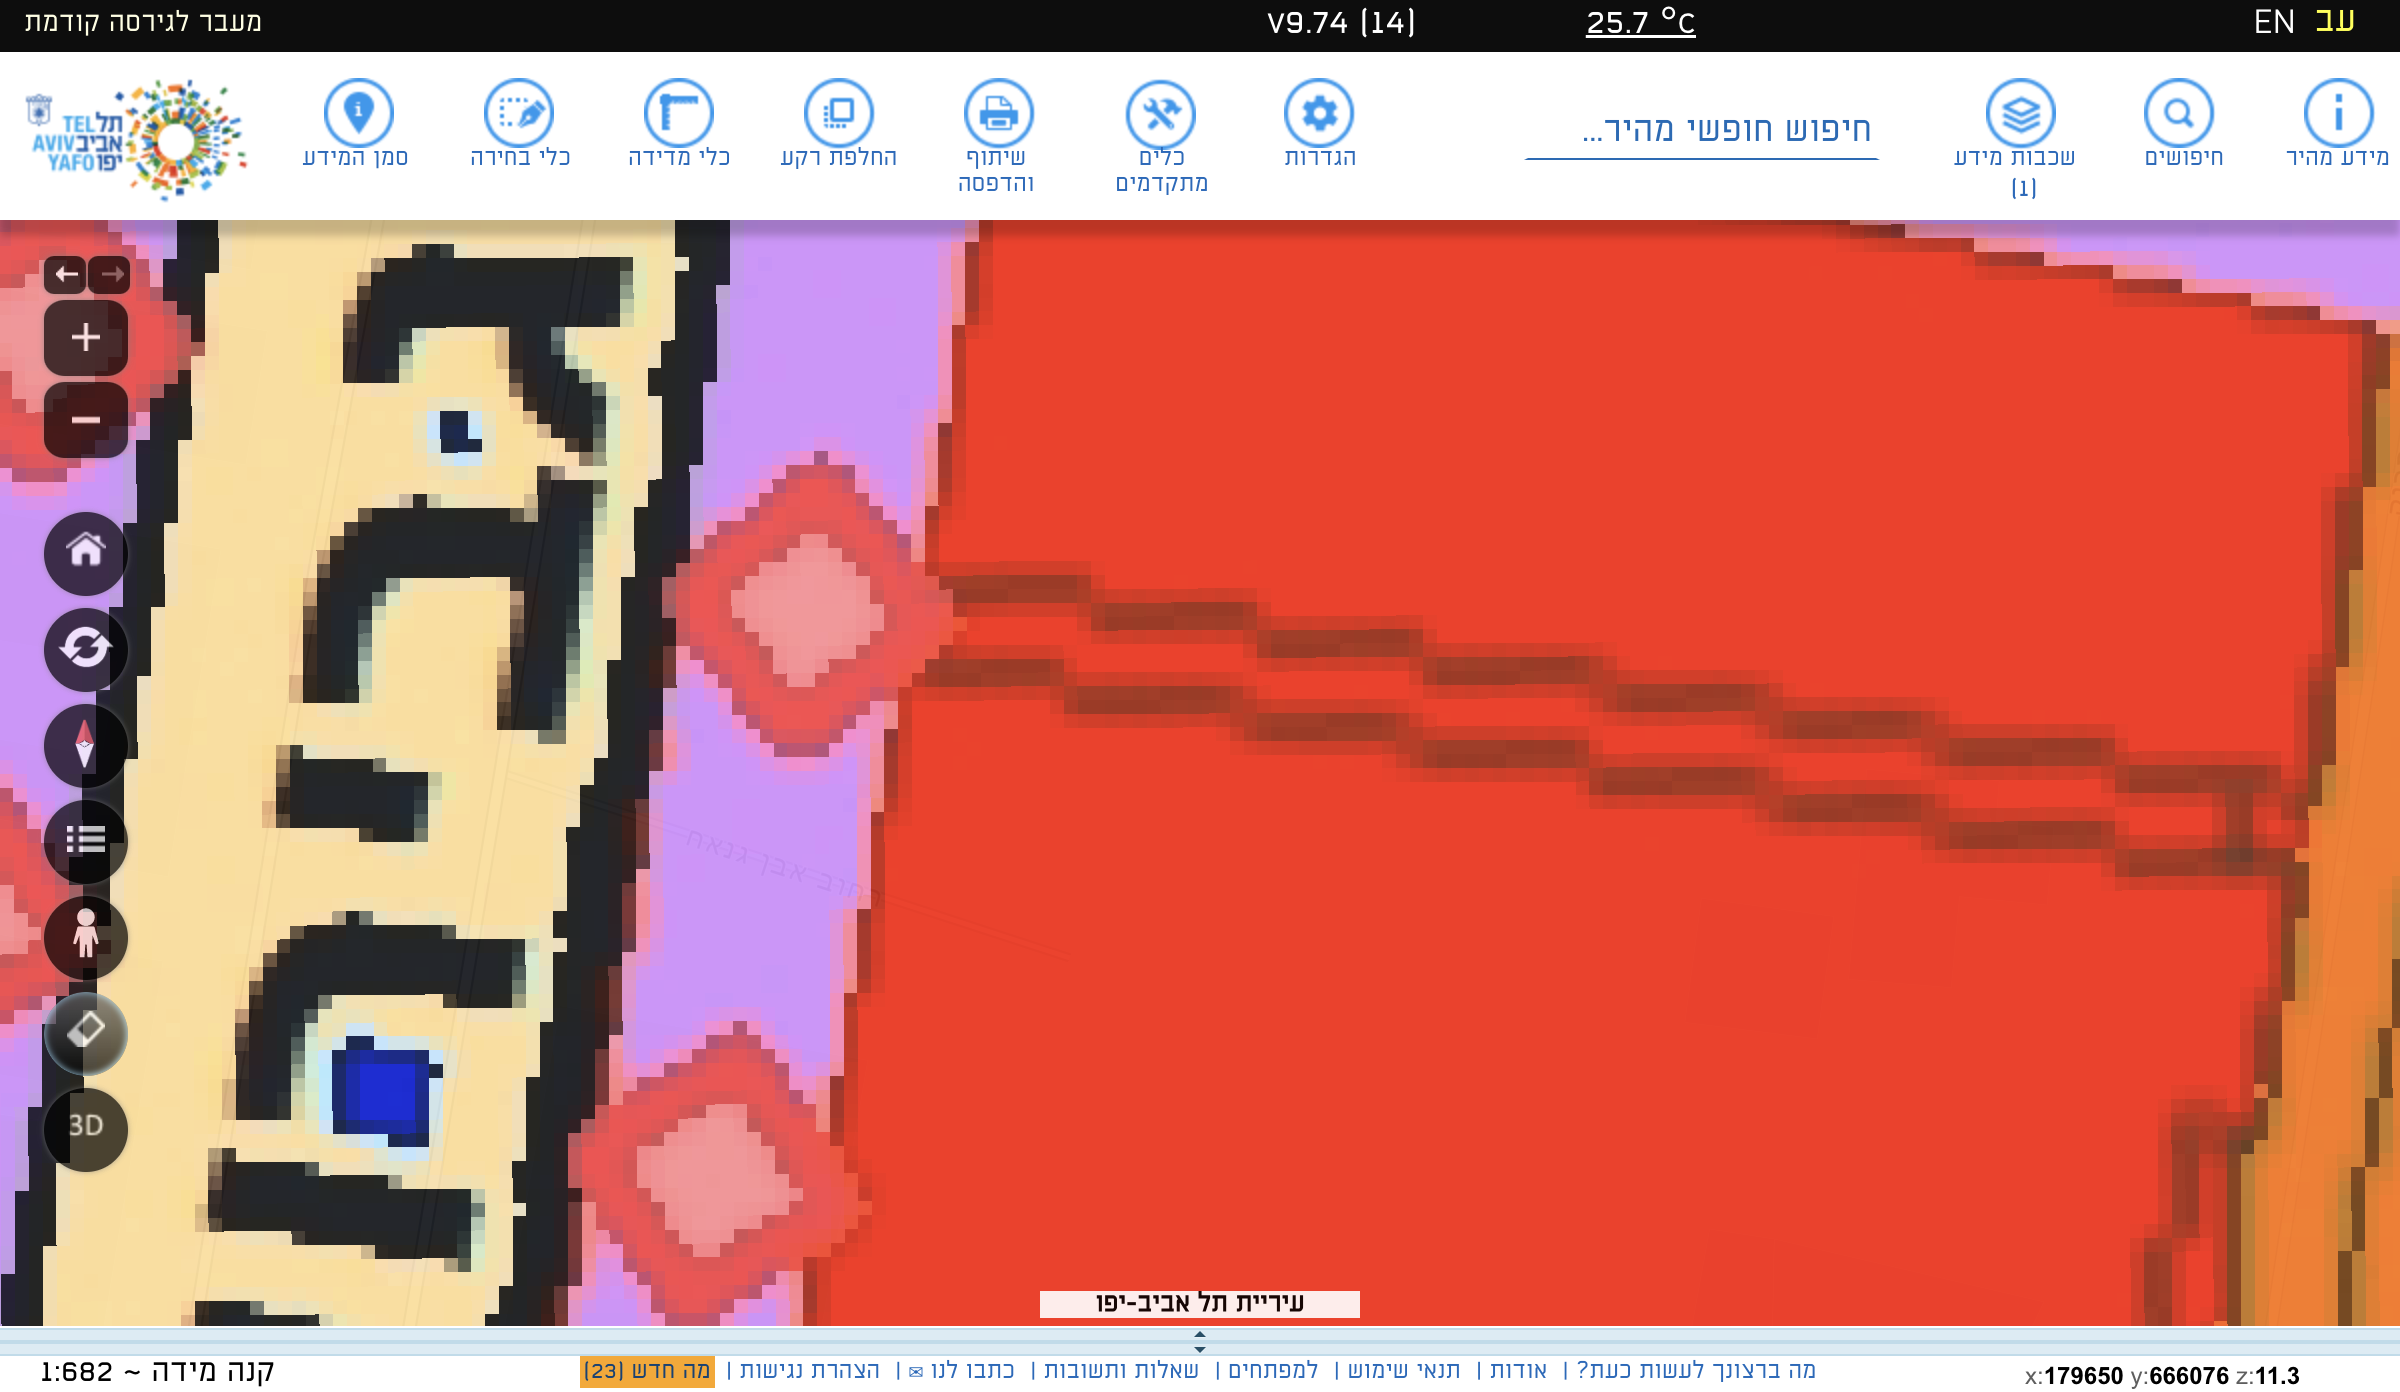 עב EN
25.7 °C
V9.74 (14)
מעבר לגירסה קודמת
מידע מהיר
חיפושים
שכבות מידע
(1)
חיפוש חופשי מהיר...
הגדרות
כלים
מתקדמים
שיתוף
והדפסה
החלפת רקע
כלי מדידה
כלי בחירה
סמן המידע
תל אביב יפו
TEL AVIV YAFO
רחוב אבן גנאח
3D
עיריית תל אביב-יפו
x:179650 y:666076 z:11.3
מה ברצונך לעשות כעת? | אודות | תנאי שימוש | למפתחים | שאלות ותשובות | כתבו לנו ✉ | הצהרת נגישות | מה חדש (23)
קנה מידה ~ 1:682